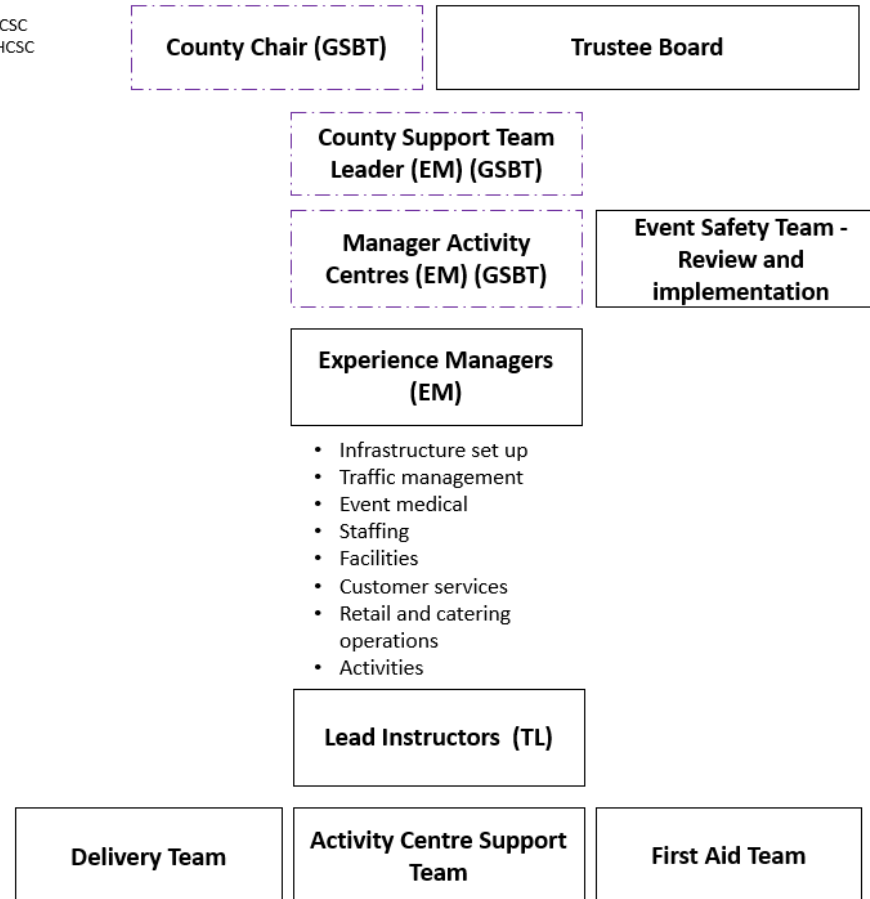 CSC
HCSC
County Chair (GSBT)
Trustee Board
County Support Team
Leader (EM) (GSBT)
Manager Activity
Centres (EM) (GSBT)
Event Safety Team -
Review and
implementation
Experience Managers
(EM)
• Infrastructure set up
• Traffic management
• Event medical
• Staffing
• Facilities
• Customer services
• Retail and catering
operations
• Activities
Lead Instructors (TL)
Delivery Team
Activity Centre Support
Team
First Aid Team